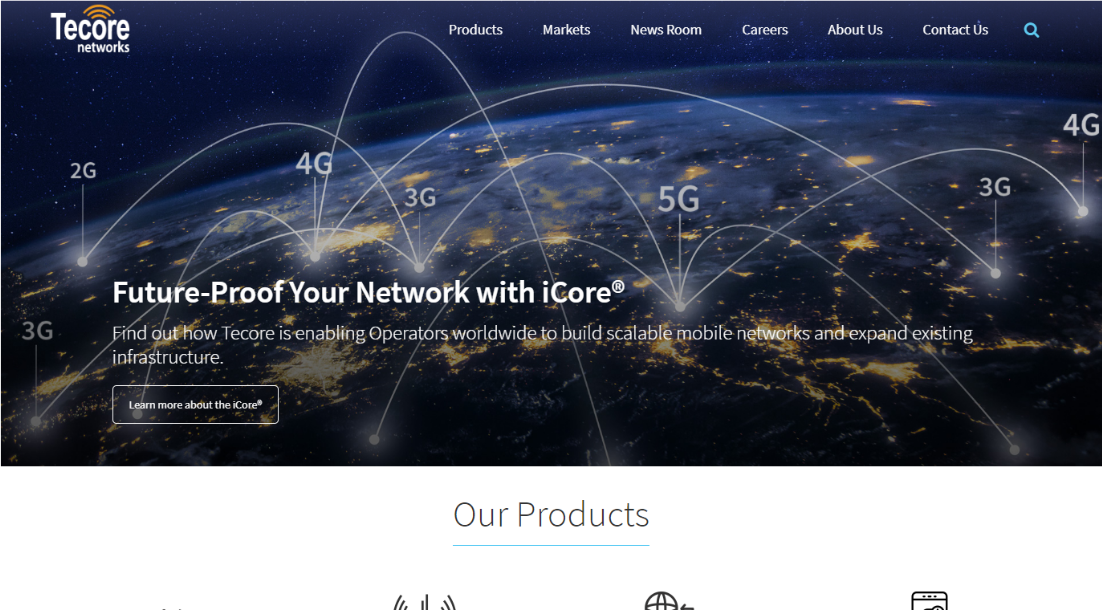 Tecore
networks
Products
Markets
News Room
Careers
About Us
Contact Us
4G
2G
4G
3G
5G
3G
Future-Proof Your Network with iCore®
Find out how Tecore is enabling Operators worldwide to build scalable mobile networks and expand existing
infrastructure.
3G
Learn more about the iCore®
Our Products